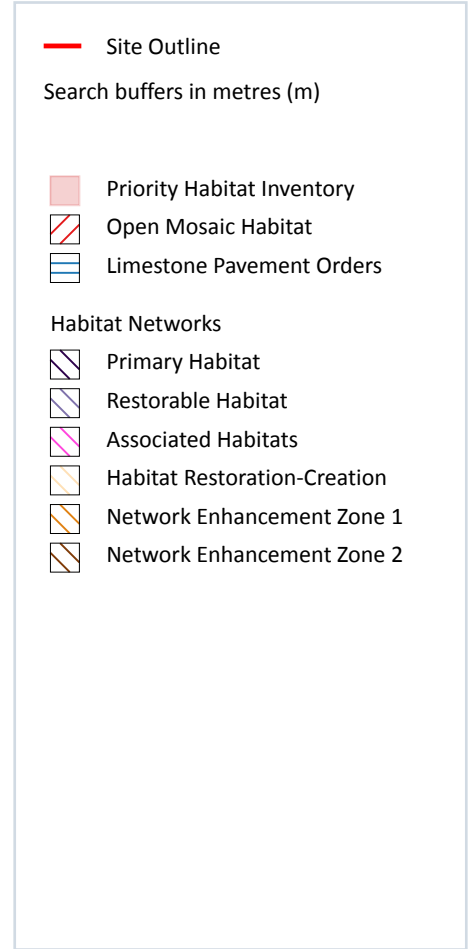 Site Outline
Search buffers in metres (m)
Priority Habitat Inventory
Open Mosaic Habitat
Limestone Pavement Orders
Habitat Networks
Primary Habitat
Restorable Habitat
Associated Habitats
Habitat Restoration-Creation
Network Enhancement Zone 1
Network Enhancement Zone 2